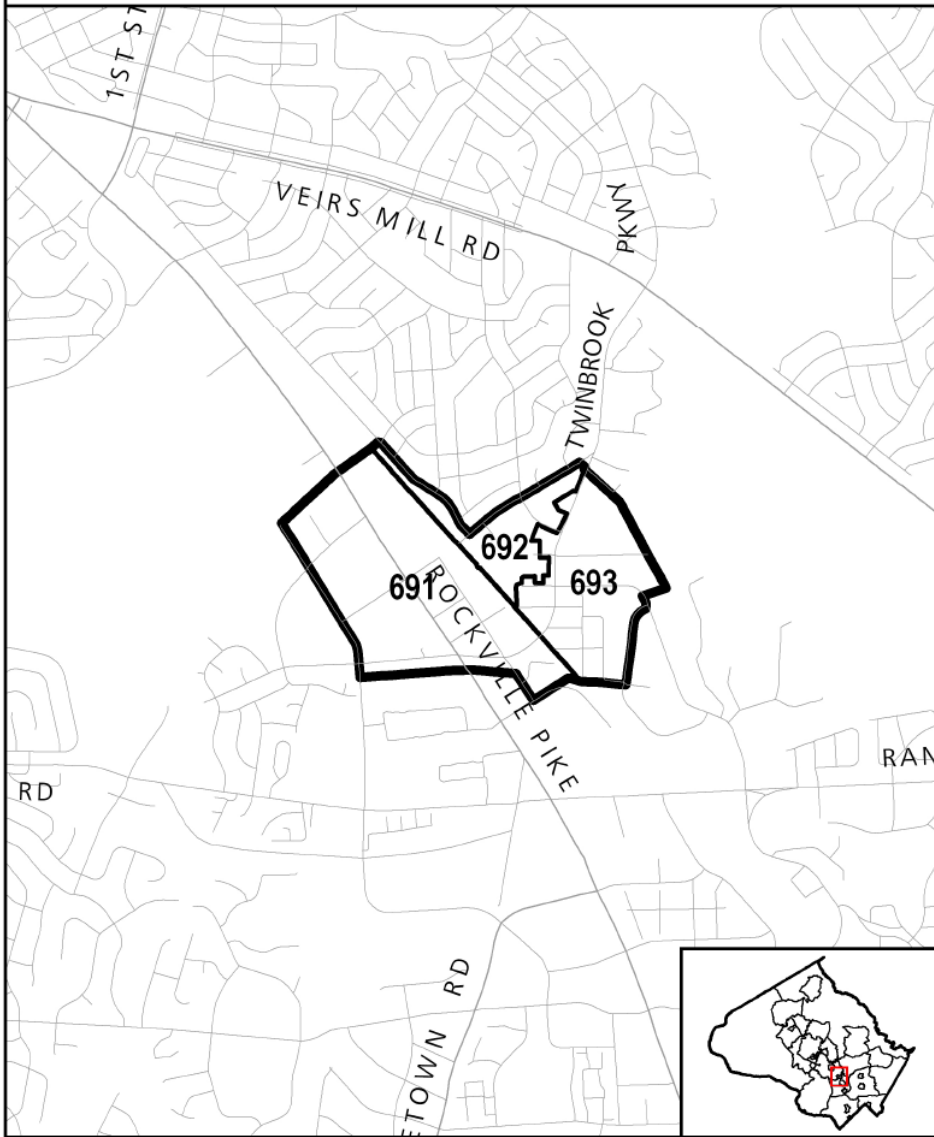 1ST ST
VEIRS MILL RD
PKWY
TWINBROOK
692
691
693
ROCKVILLE PIKE
RD
RAN
ETOWN RD